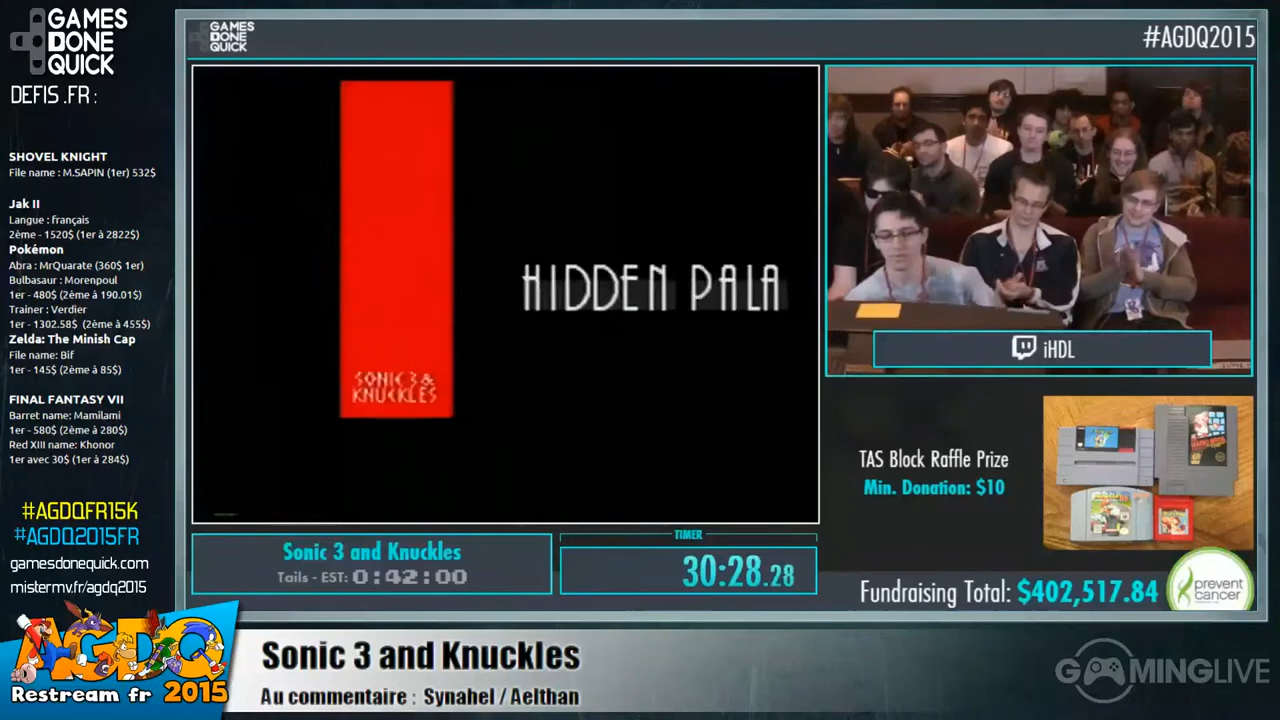 GAMES
DONE
QUICK
DEFIS .FR :
SHOVEL KNIGHT
File name : M.SAPIN (1er) 532$
Jak II
Langue : français
2ème - 1520$ (1er à 2822$)
Pokémon
Abra : MrQuarate (360$ 1er)
Bulbasaur : Morenpoul
1er - 480$ (2ème à 190.01$)
Trainer : Verdier
1er - 1302.58$ (2ème à 455$)
Zelda: The Minish Cap
File name: Bif
1er - 145$ (2ème à 85$)
FINAL FANTASY VII
Barret name: Mamilami
1er - 580$ (2ème à 280$)
Red XIII name: Khonor
1er avec 30$ (1er à 284$)
#AGDQFR15K
#AGDQ2015FR
gamesdonequick.com
mistermv.fr/agdq2015
AGDQ
Restream fr 2015
GAMES
DONE
QUICK
#AGDQ2015
HIDDEN PALA
SONIC 3 &
KNUCKLES
iHDL
TAS Block Raffle Prize
Min. Donation: $10
Sonic 3 and Knuckles
Tails - EST: 0:42:00
TIMER
30:28.28
Fundraising Total: $402,517.84
prevent
cancer
Sonic 3 and Knuckles
Au commentaire : Synahel / Aelthan
GAMINGLIVE